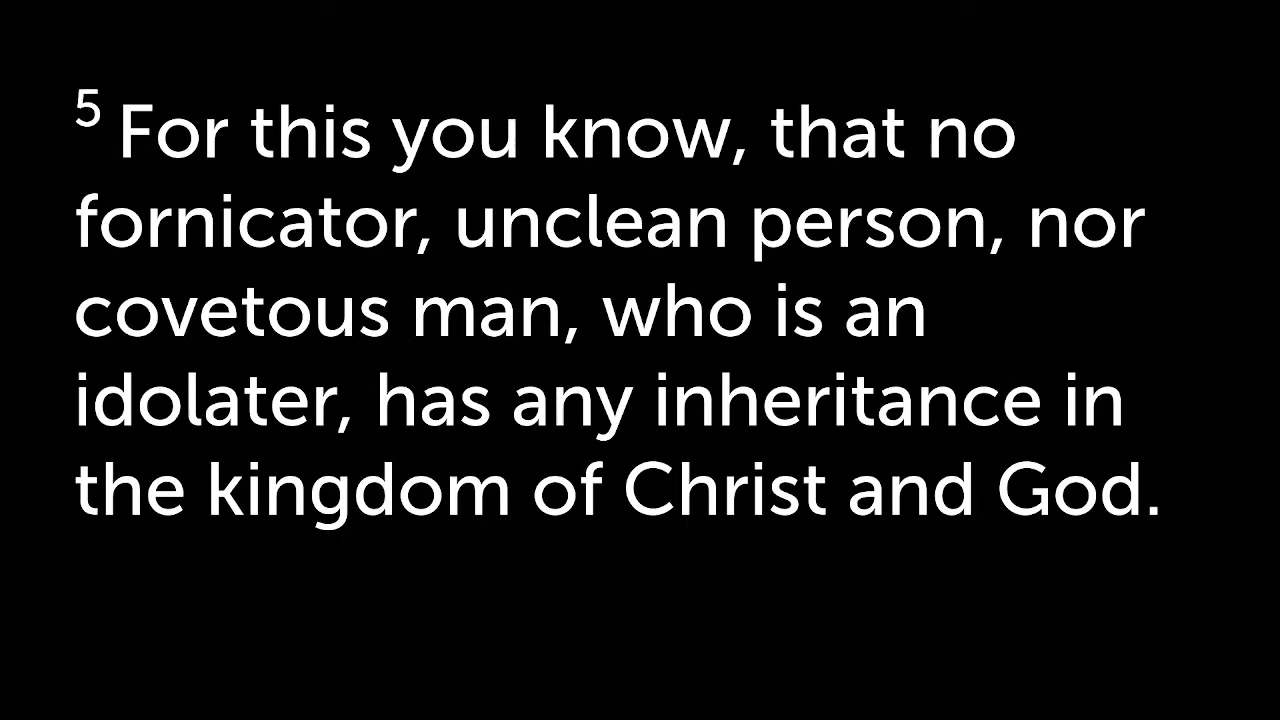 5 For this you know, that no
fornicator, unclean person, nor
covetous man, who is an
idolater, has any inheritance in
the kingdom of Christ and God.